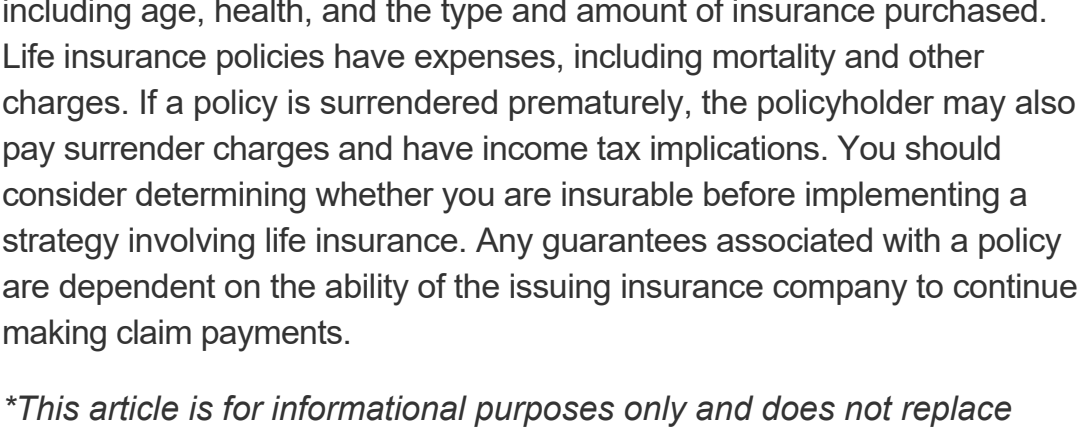 including age, health, and the type and amount of insurance purchased.
Life insurance policies have expenses, including mortality and other
charges. If a policy is surrendered prematurely, the policyholder may also
pay surrender charges and have income tax implications. You should
consider determining whether you are insurable before implementing a
strategy involving life insurance. Any guarantees associated with a policy
are dependent on the ability of the issuing insurance company to continue
making claim payments.
*This article is for informational purposes only and does not replace